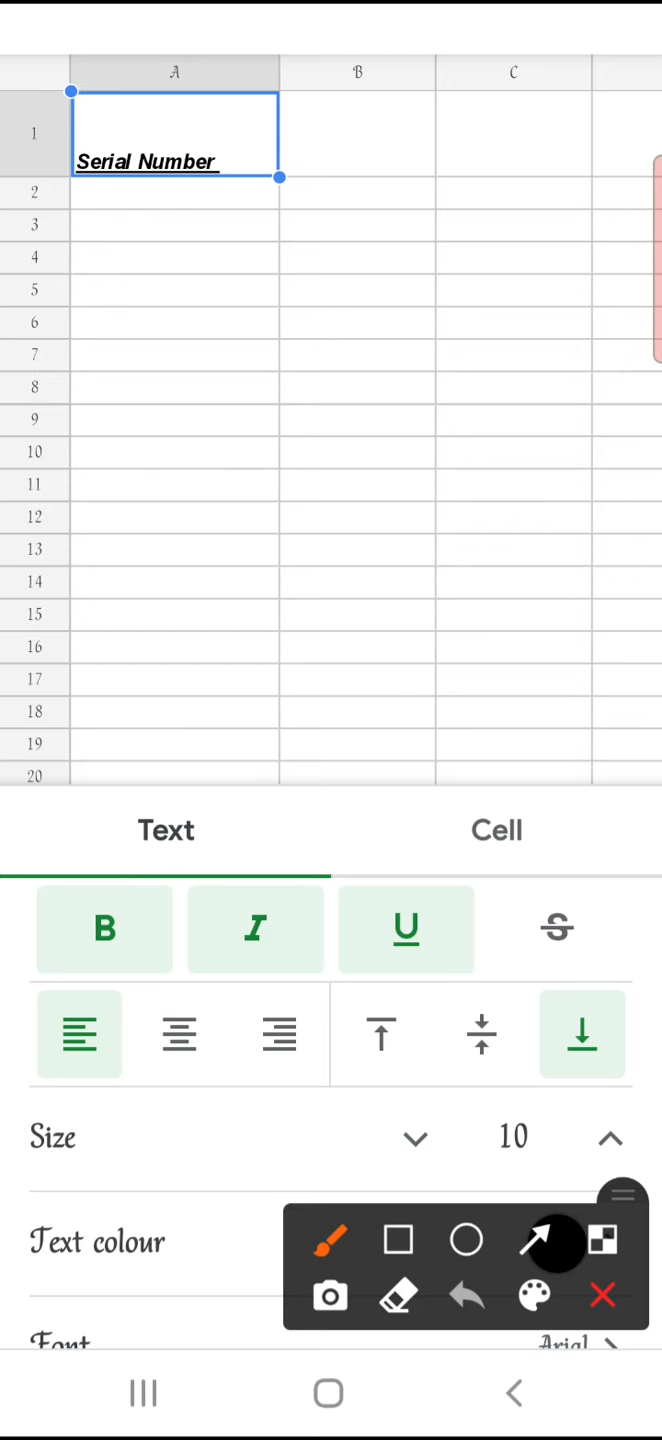 A B C
1 Serial Number
2
3
4
5
6
7
8
9
10
11
12
13
14
15
16
17
18
19
20
Text Cell
B I U S
Size 10
Text colour
Font Arial